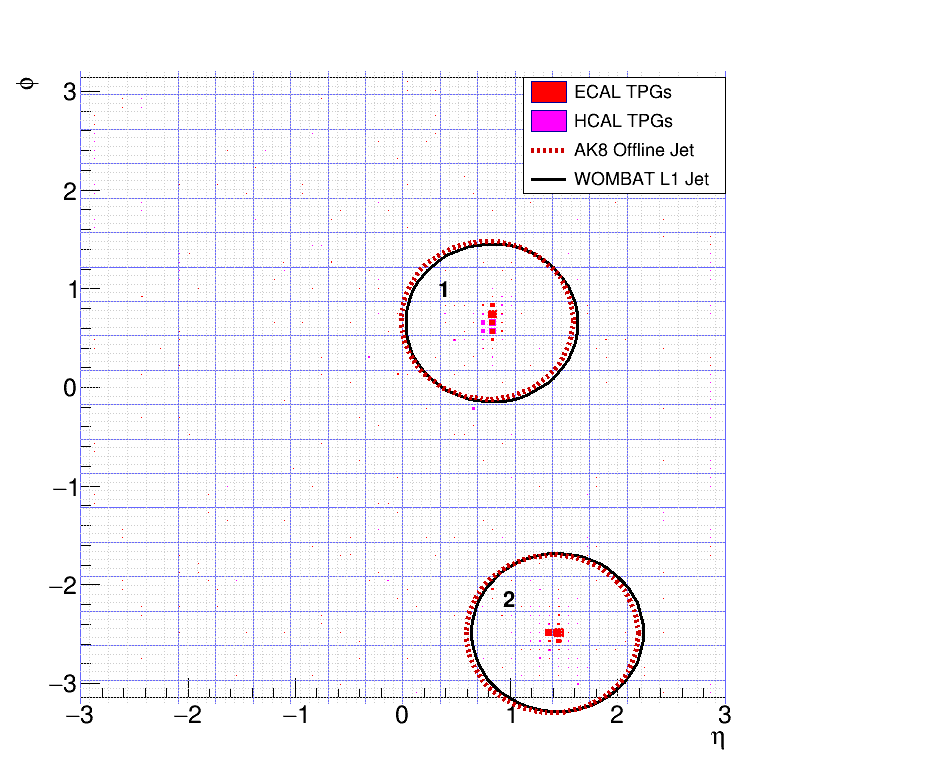 ϕ
3
2
1
0
−1
−2
−3
ECAL TPGs
HCAL TPGs
AK8 Offline Jet
WOMBAT L1 Jet
1
2
−3 −2 −1 0 1 2 3
η